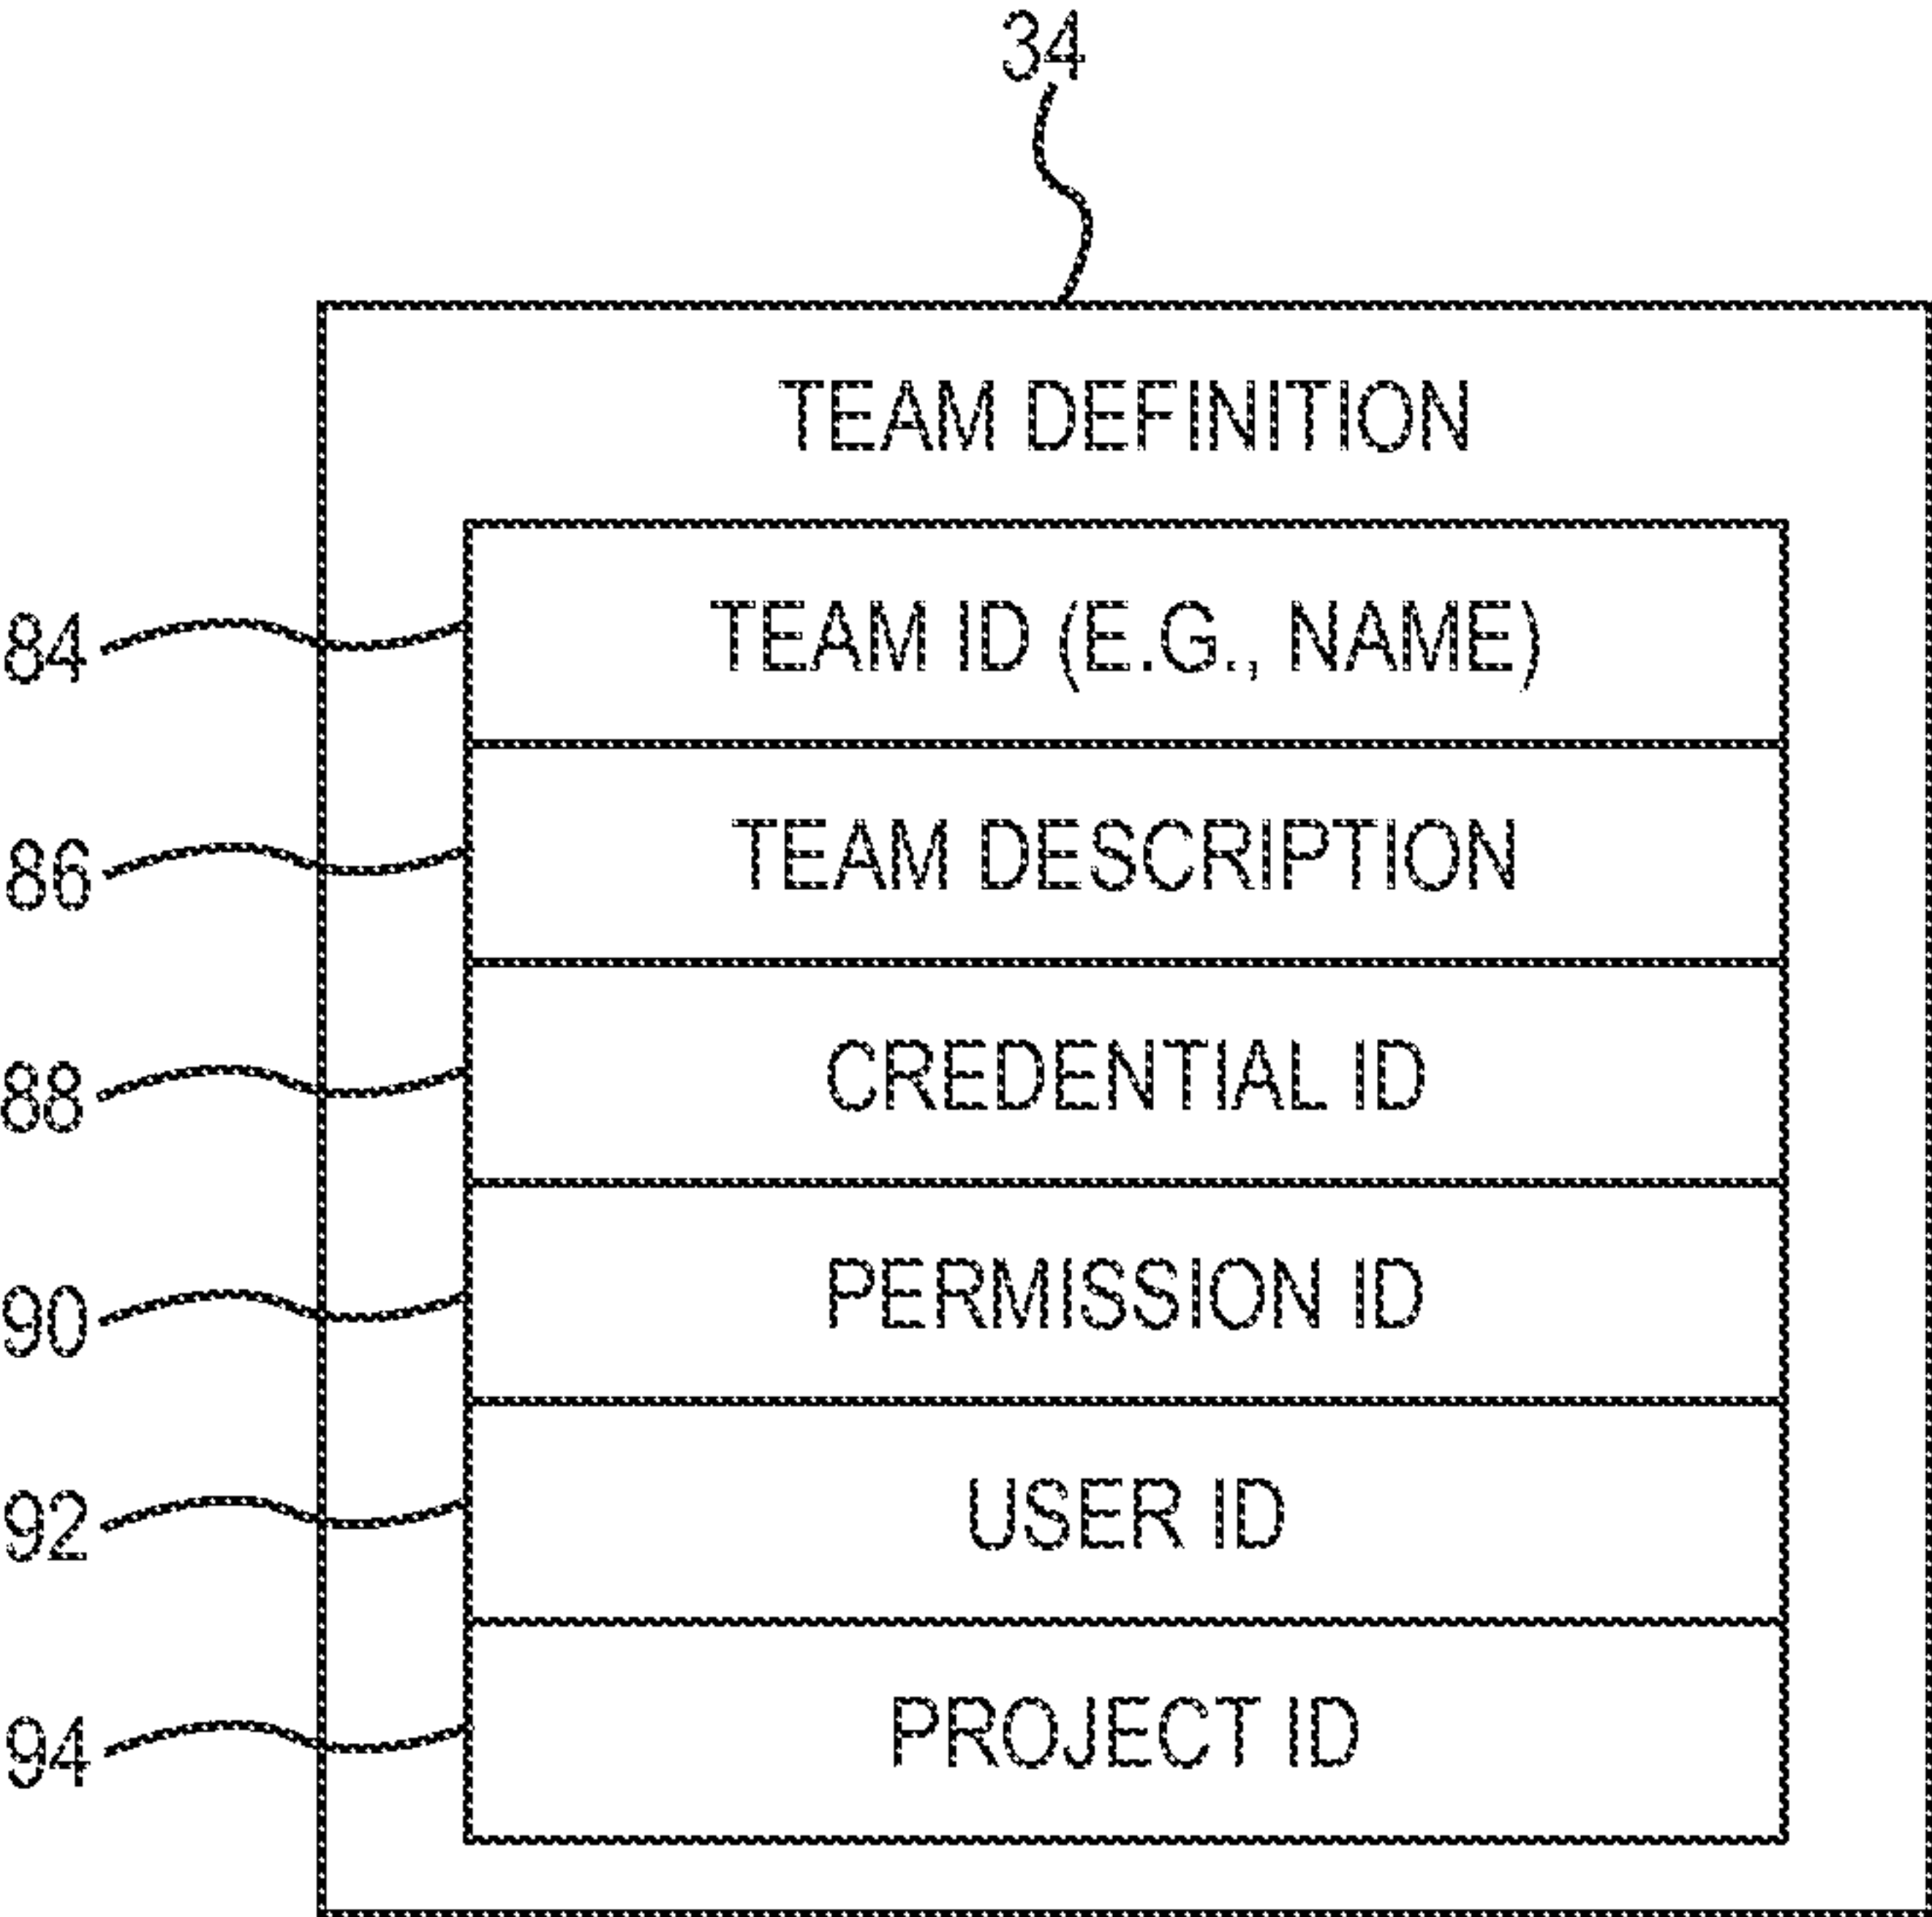 34
TEAM DEFINITION
84 TEAM ID (E.G., NAME)
86 TEAM DESCRIPTION
88 CREDENTIAL ID
90 PERMISSION ID
92 USER ID
94 PROJECT ID